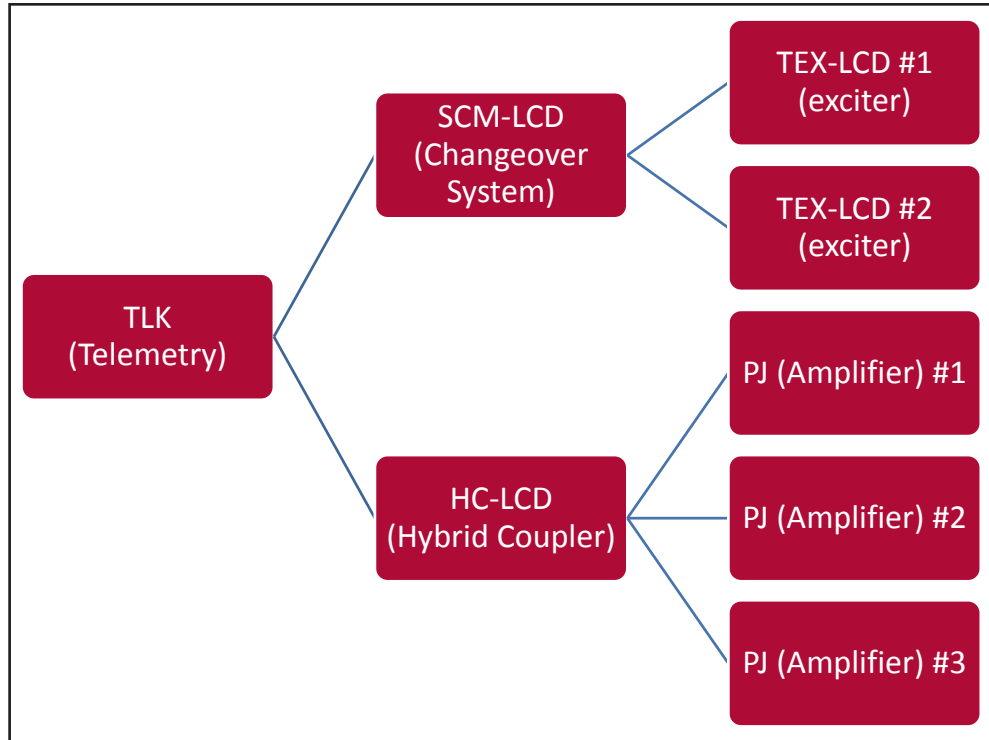 TLK
(Telemetry)
SCM-LCD
(Changeover
System)
TEX-LCD #1
(exciter)
TEX-LCD #2
(exciter)
HC-LCD
(Hybrid Coupler)
PJ (Amplifier) #1
PJ (Amplifier) #2
PJ (Amplifier) #3